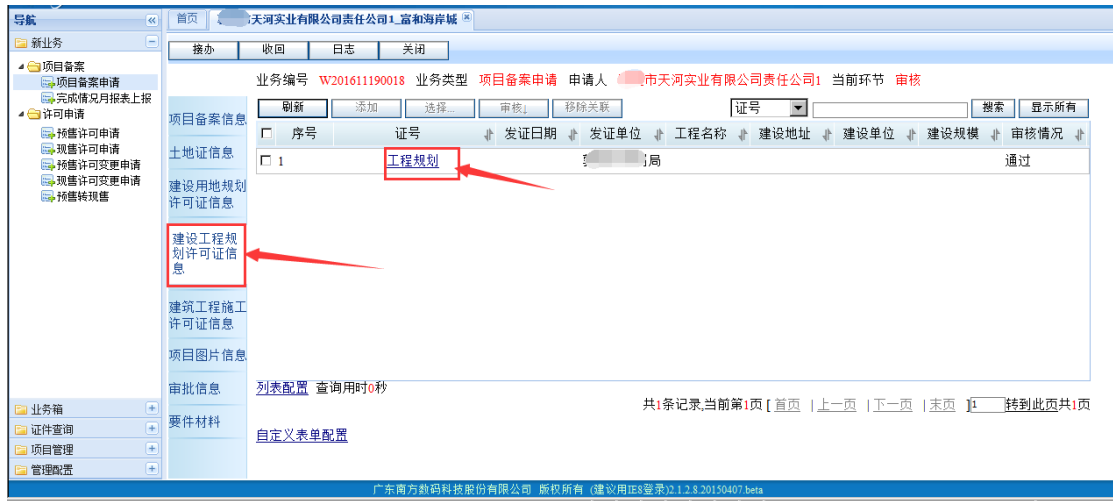 导航
首页 天河实业有限公司责任公司1_富和海岸城
新业务
接办 收回 日志 关闭
项目备案
项目备案申请
完成情况月报表上报
许可申请
预售许可申请
现售许可申请
预售许可变更申请
现售许可变更申请
预售转现售
业务箱
证件查询
项目管理
管理配置
业务编号 W201611190018 业务类型 项目备案申请 申请人 市天河实业有限公司责任公司1 当前环节 审核
项目备案信息
土地证信息
建设用地规划
许可证信息
建设工程规
划许可证信
息
建筑工程施工
许可证信息
项目图片信息
审批信息
要件材料
刷新 添加 选择... 审核↓ 移除关联 证号 搜索 显示所有
序号 证号 发证日期 发证单位 工程名称 建设地址 建设单位 建设规模 审核情况
1 工程规划 局 通过
列表配置 查询用时0秒
共1条记录,当前第1页 [ 首页 | 上一页 | 下一页 | 末页 ]1 转到此页共1页
自定义表单配置
广东南方数码科技股份有限公司 版权所有 (建议用IE8登录)2.1.2.8.20150407.beta